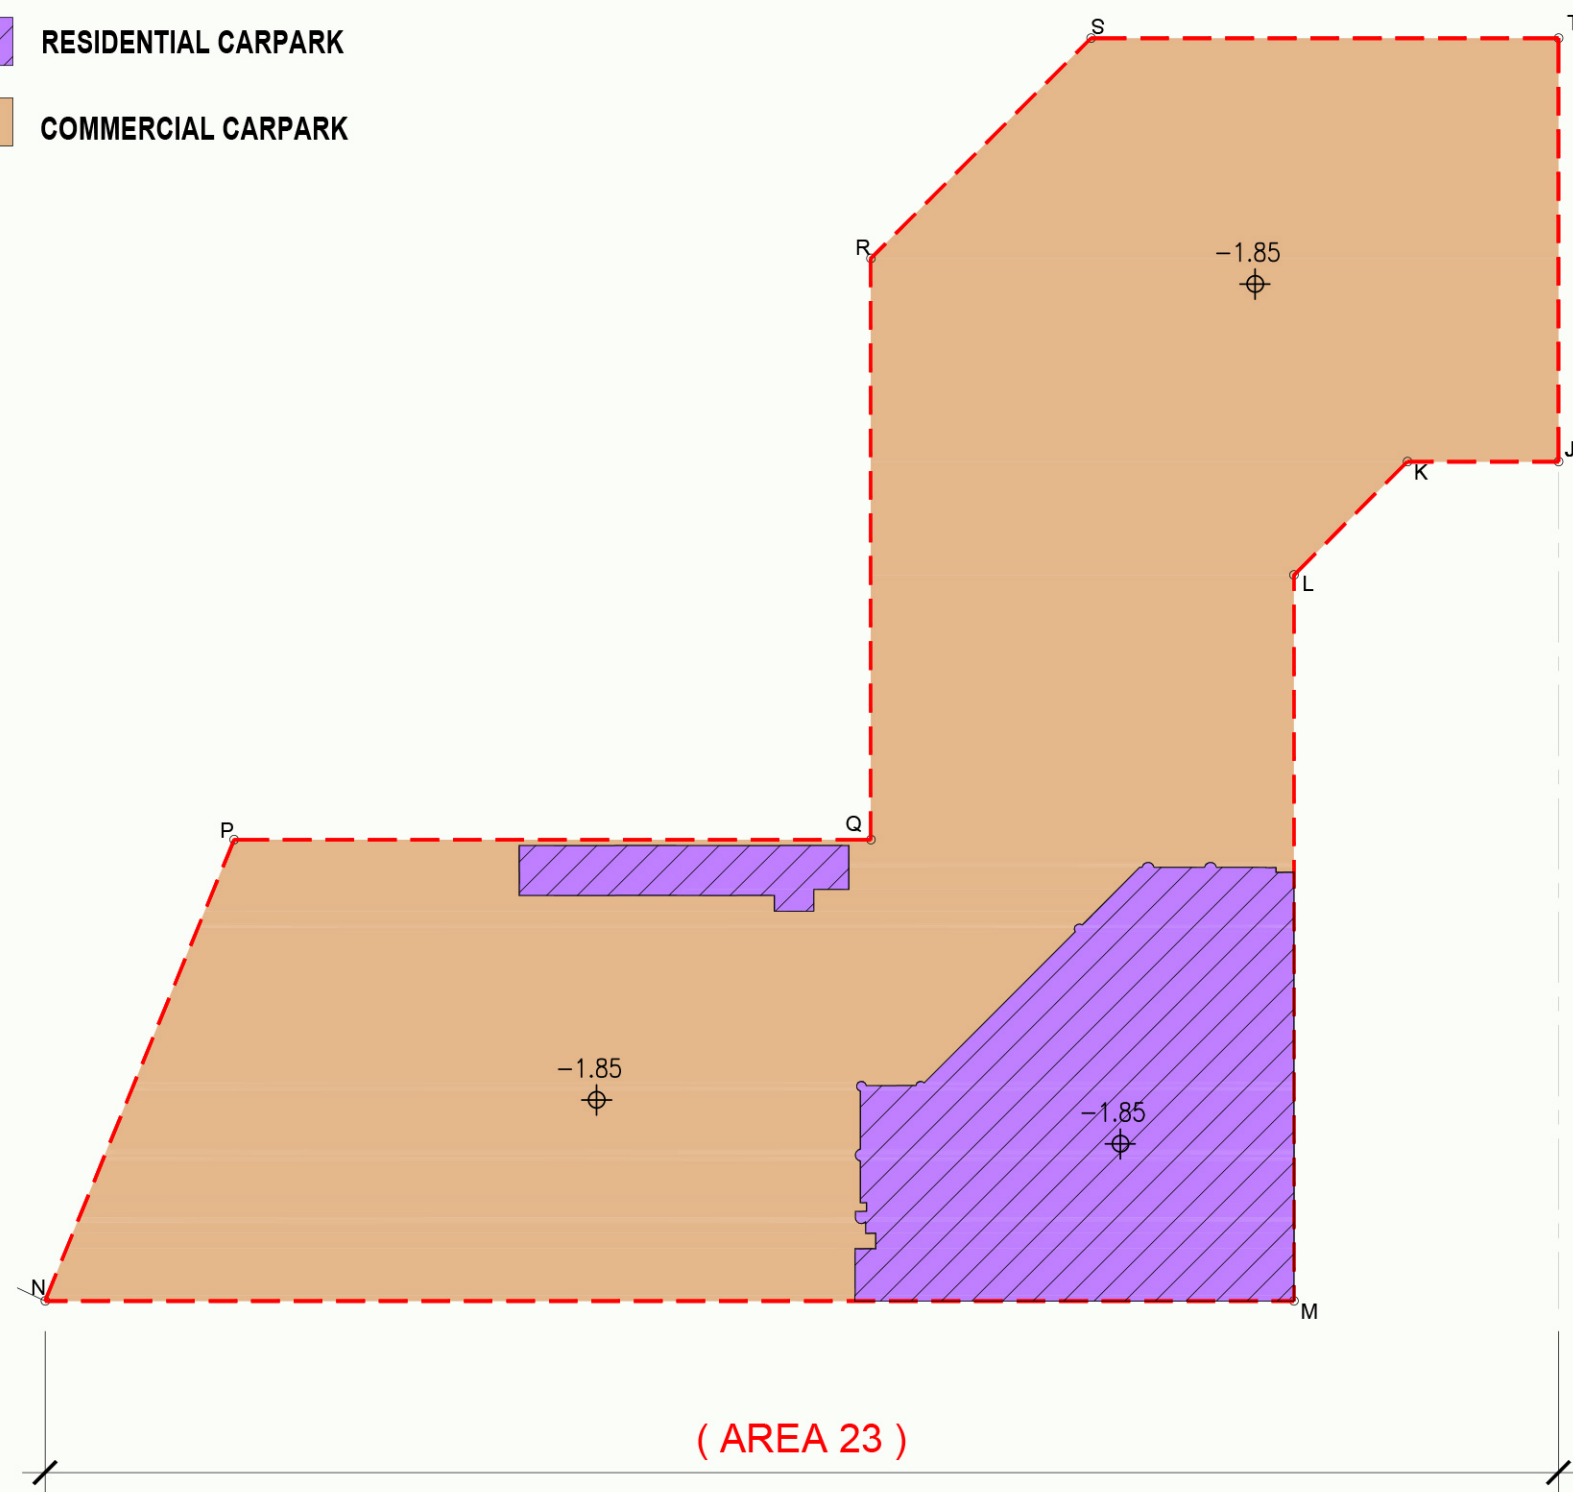 RESIDENTIAL CARPARK
COMMERCIAL CARPARK
S
T
R
-1.85
J
K
L
P
Q
-1.85
-1.85
N
M
( AREA 23 )